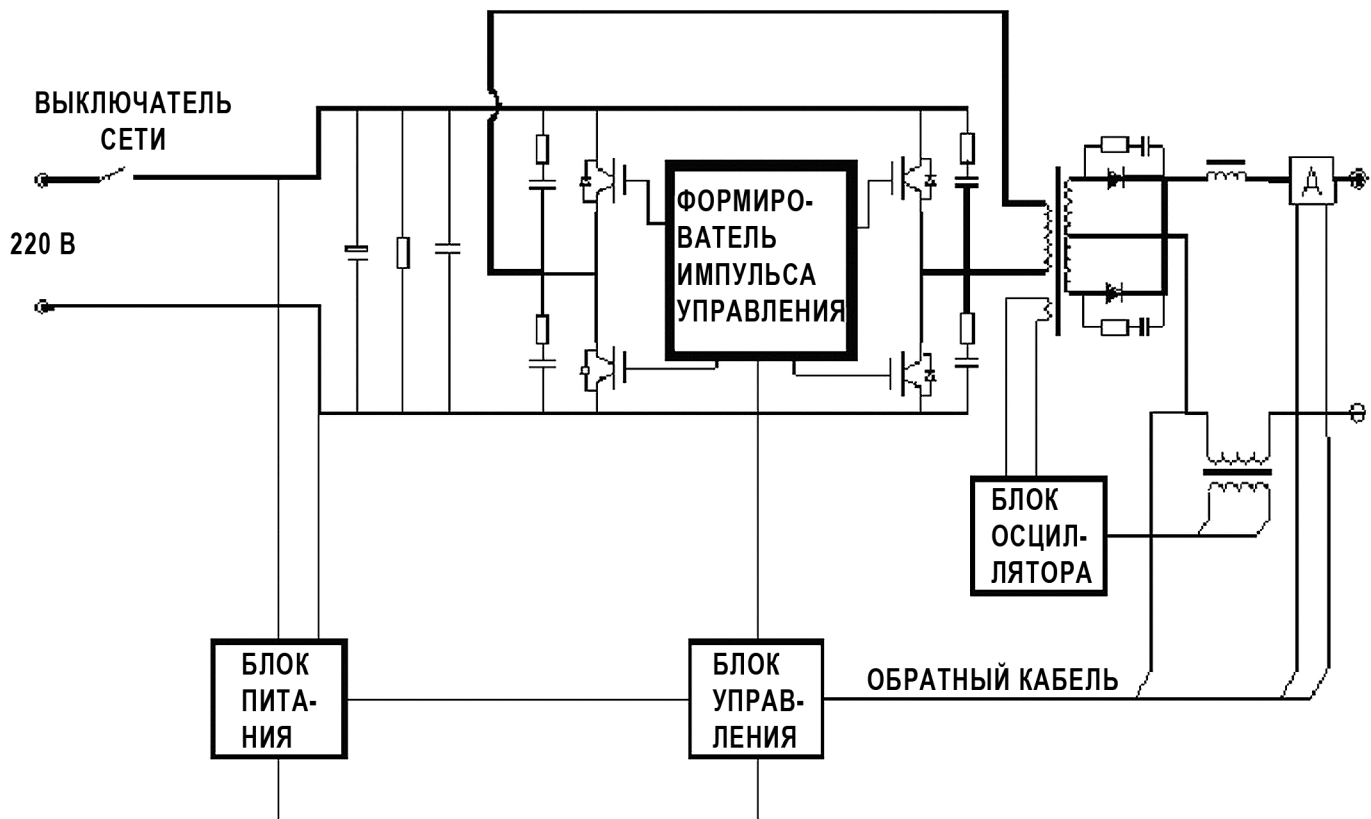 ВЫКЛЮЧАТЕЛЬ
СЕТИ
220 В
ФОРМИРО-
ВАТЕЛЬ
ИМПУЛЬСА
УПРАВЛЕНИЯ
Д
БЛОК
ОСЦИЛ-
ЛЯТОРА
БЛОК
ПИТА-
НИЯ
БЛОК
УПРАВ-
ЛЕНИЯ
ОБРАТНЫЙ КАБЕЛЬ